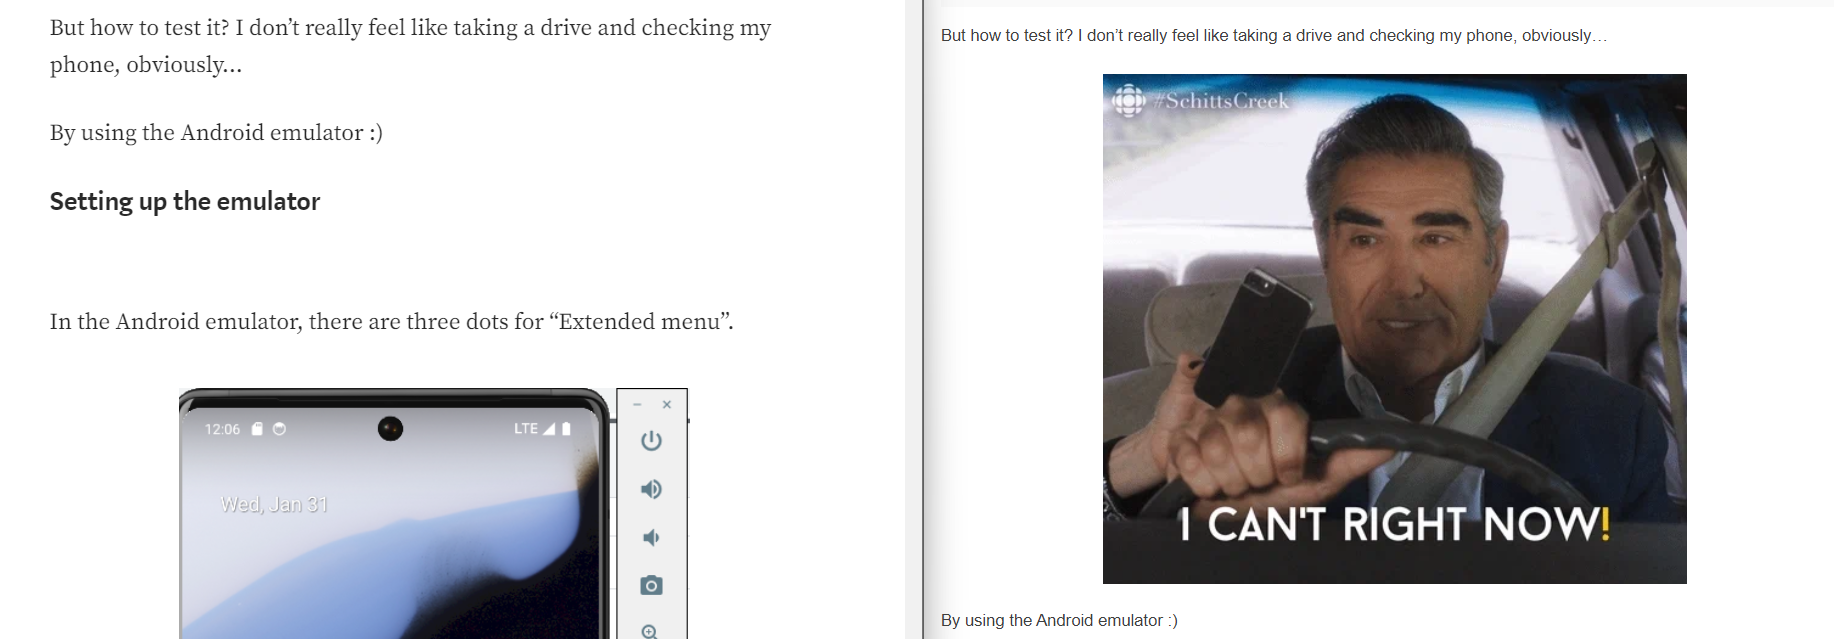 But how to test it? I don’t really feel like taking a drive and checking my
phone, obviously…
By using the Android emulator :)
Setting up the emulator
In the Android emulator, there are three dots for “Extended menu”.
12:06
LTE
Wed, Jan 31
But how to test it? I don’t really feel like taking a drive and checking my phone, obviously…
#SchittsCreek
I CAN'T RIGHT NOW!
By using the Android emulator :)